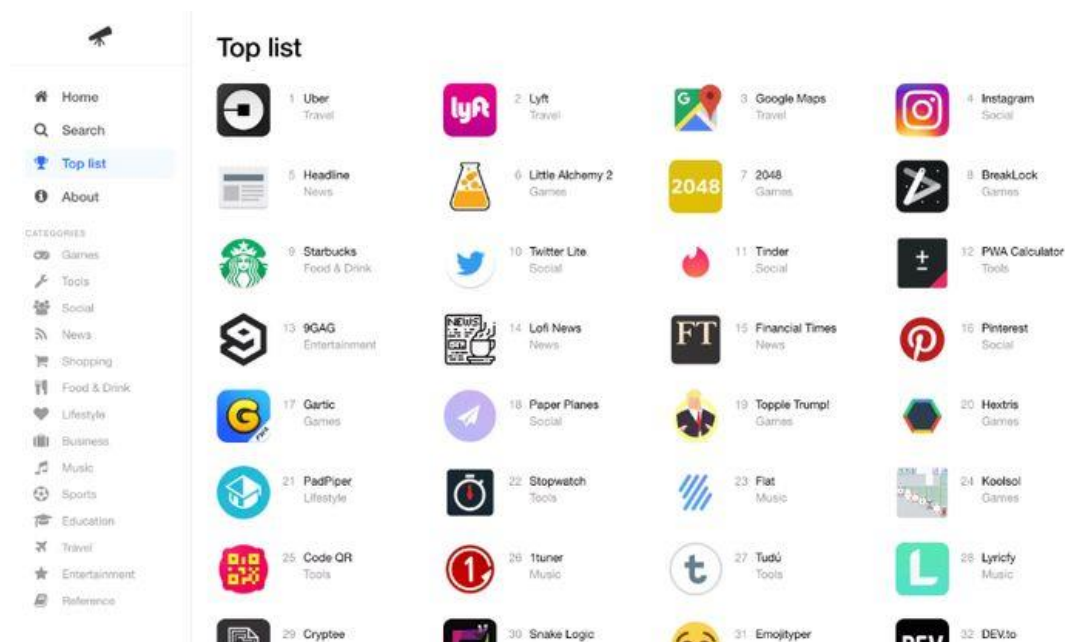 Home
Search
Top list
About
CATEGORIES
Games
Tools
Social
News
Shopping
Food & Drink
Lifestyle
Business
Music
Sports
Education
Travel
Entertainment
Reference
Top list
1 Uber
Travel
lyft
2 Lyft
Travel
G
3 Google Maps
Travel
4 Instagram
Social
5 Headline
News
6 Little Alchemy 2
Games
2048
7 2048
Games
8 BreakLock
Games
9 Starbucks
Food & Drink
10 Twitter Lite
Social
11 Tinder
Social
12 PWA Calculator
Tools
13 9GAG
Entertainment
NEWS
14 Lofi News
News
FT
15 Financial Times
News
16 Pinterest
Social
G
17 Gartic
Games
18 Paper Planes
Social
19 Topple Trump!
Games
20 Hextris
Games
21 PadPiper
Lifestyle
22 Stopwatch
Tools
23 Flat
Music
24 Koolsol
Games
25 Code QR
Tools
1
26 1tuner
Music
t
27 Tudú
Tools
L
28 Lyricfy
Music
29 Cryptee
30 Snake Logic
31 Emojityper
DEV
32 DEV.to